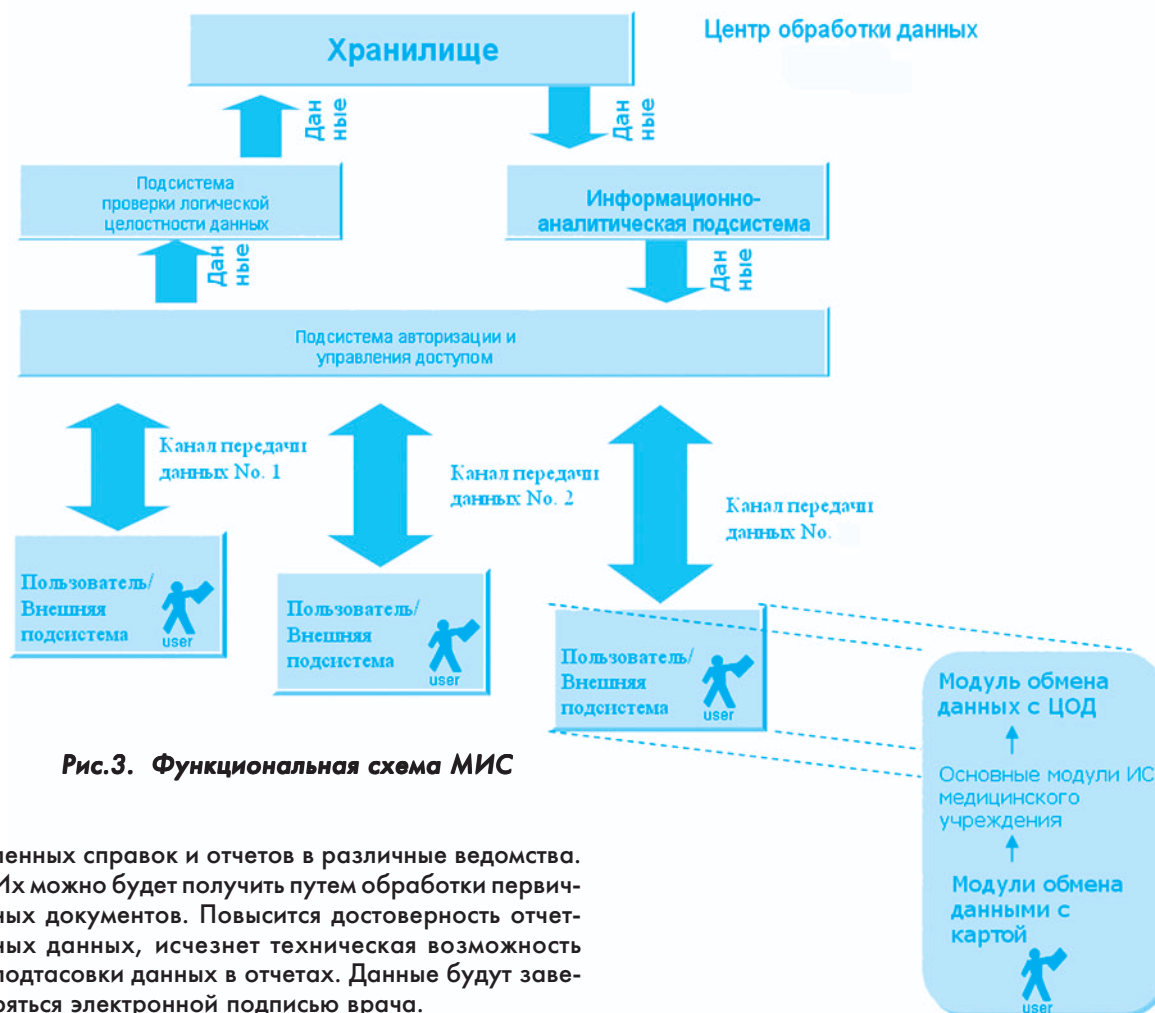 Центр обработки данных
Хранилище
Дан
ные
Дан
ные
Подсистема
проверки логической
целостности данных
Информационно-
аналитическая подсистема
Дан
ные
Дан
ные
Подсистема авторизации и
управления доступом
Канал передачи
данных No. 1
Канал передачи
данных No. 2
Канал передачи
данных No.
Пользователь/
Внешняя
подсистема
user
Пользователь/
Внешняя
подсистема
user
Пользователь/
Внешняя
подсистема
user
Модуль обмена
данных с ЦОД
Основные модули ИС
медицинского
учреждения
Модули обмена
данными с
картой
user
Рис.3. Функциональная схема МИС
ленных справок и отчетов в различные ведомства.
Их можно будет получить путем обработки первич-
ных документов. Повысится достоверность отчет-
ных данных, исчезнет техническая возможность
подтасовки данных в отчетах. Данные будут заве-
ряться электронной подписью врача.